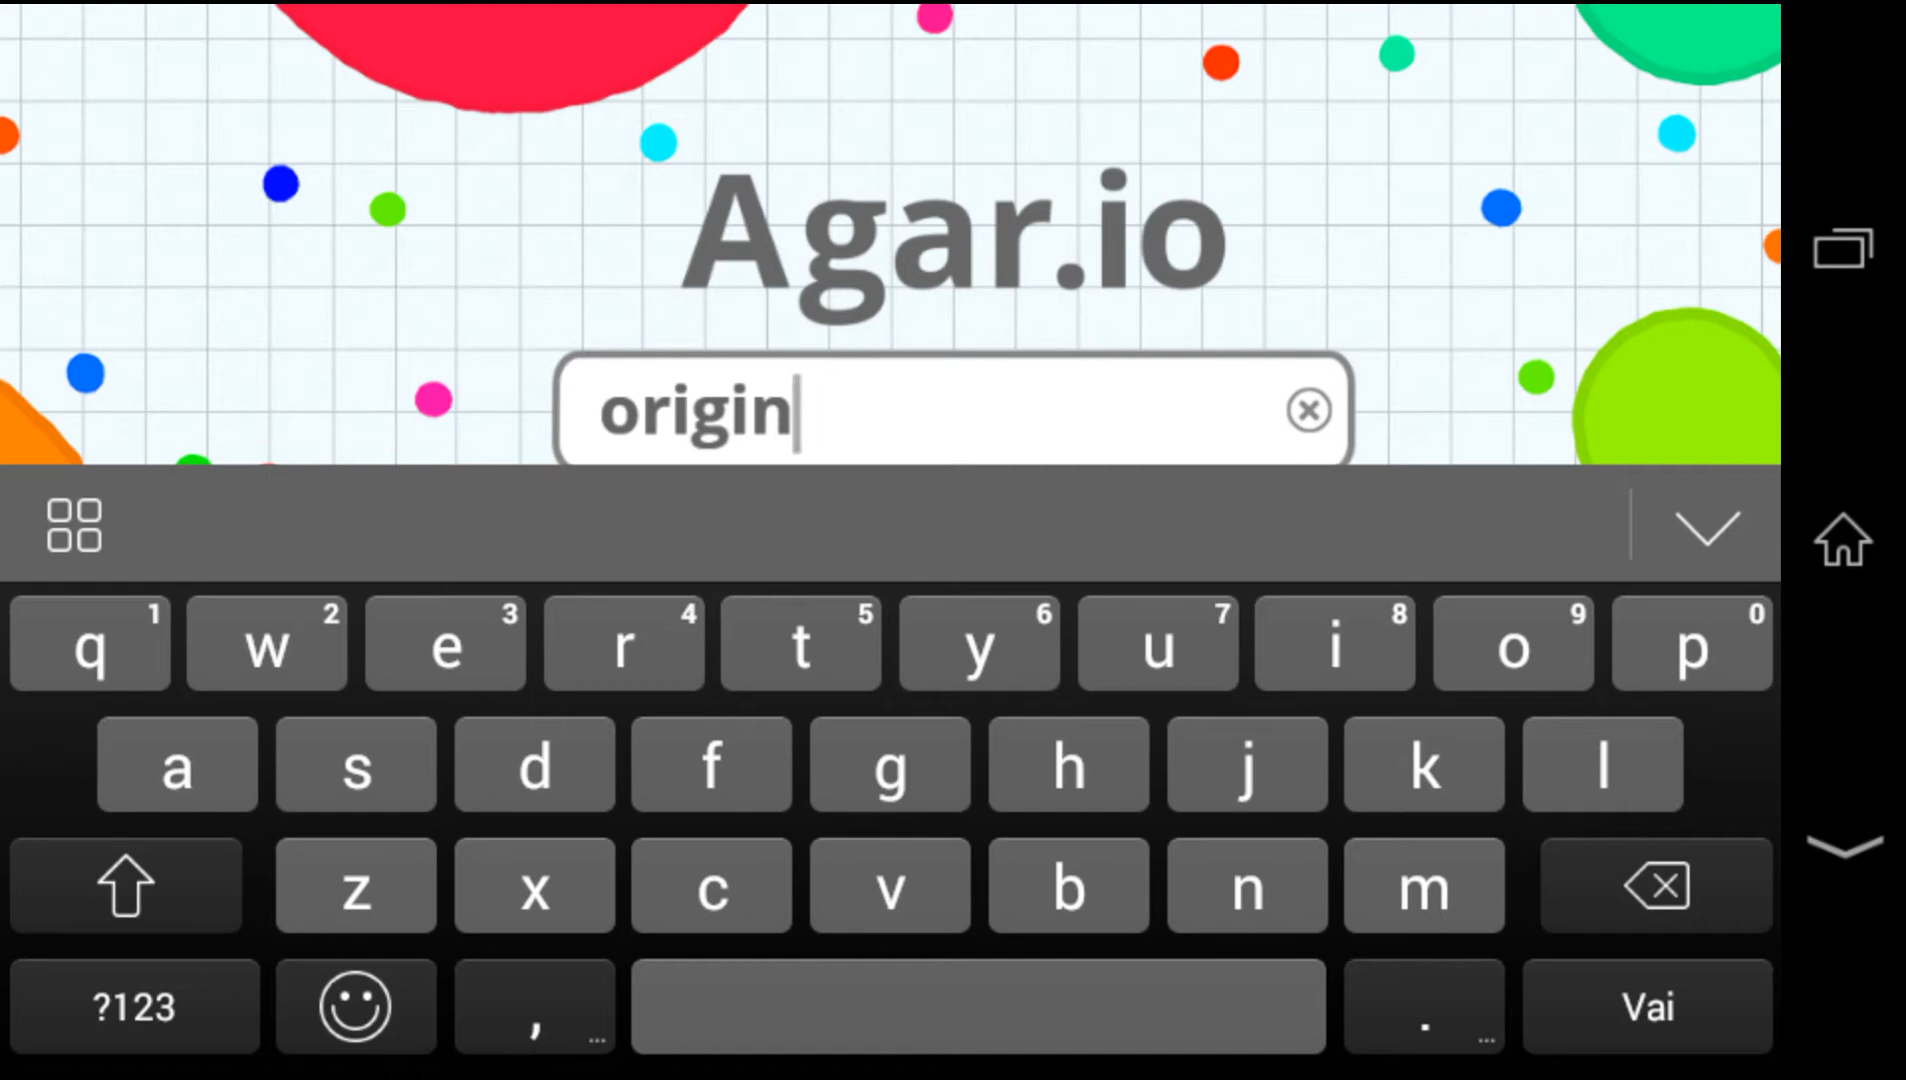 Agar.io
origin
q 1 w 2 e 3 r 4 t 5 y 6 u 7 i 8 o 9 p 0
a s d f g h j k l
z x c v b n m
?123 , ... . ... Vai